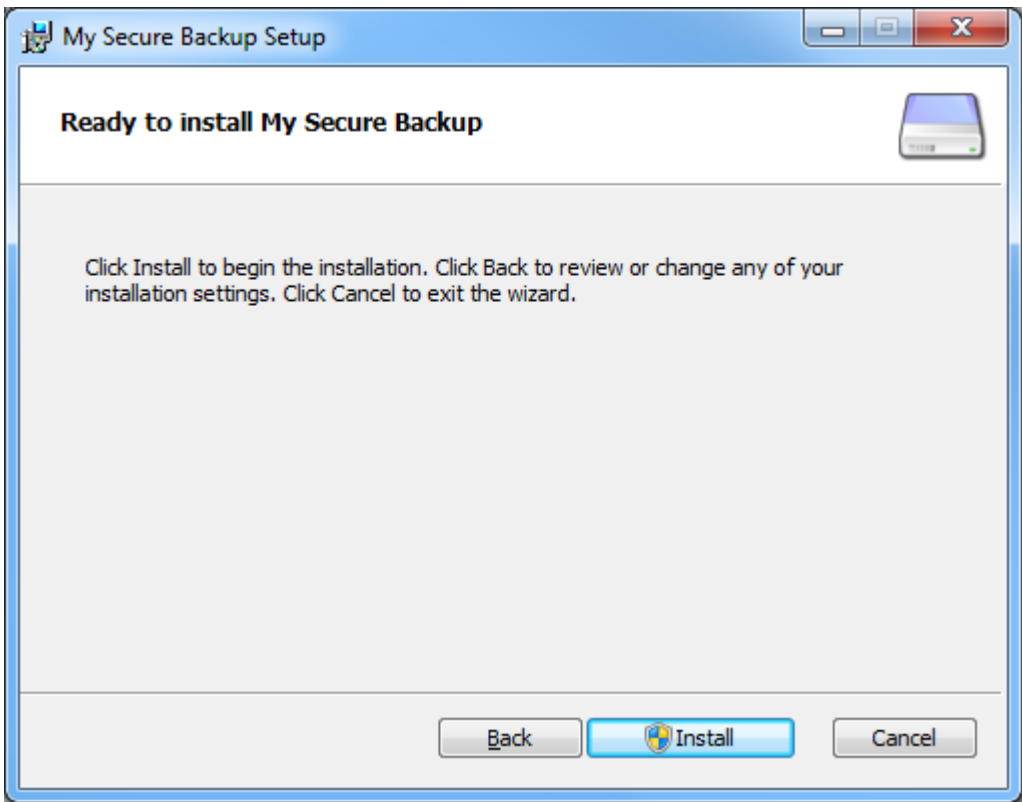 My Secure Backup Setup
Ready to install My Secure Backup
Click Install to begin the installation. Click Back to review or change any of your
installation settings. Click Cancel to exit the wizard.
Back Install Cancel